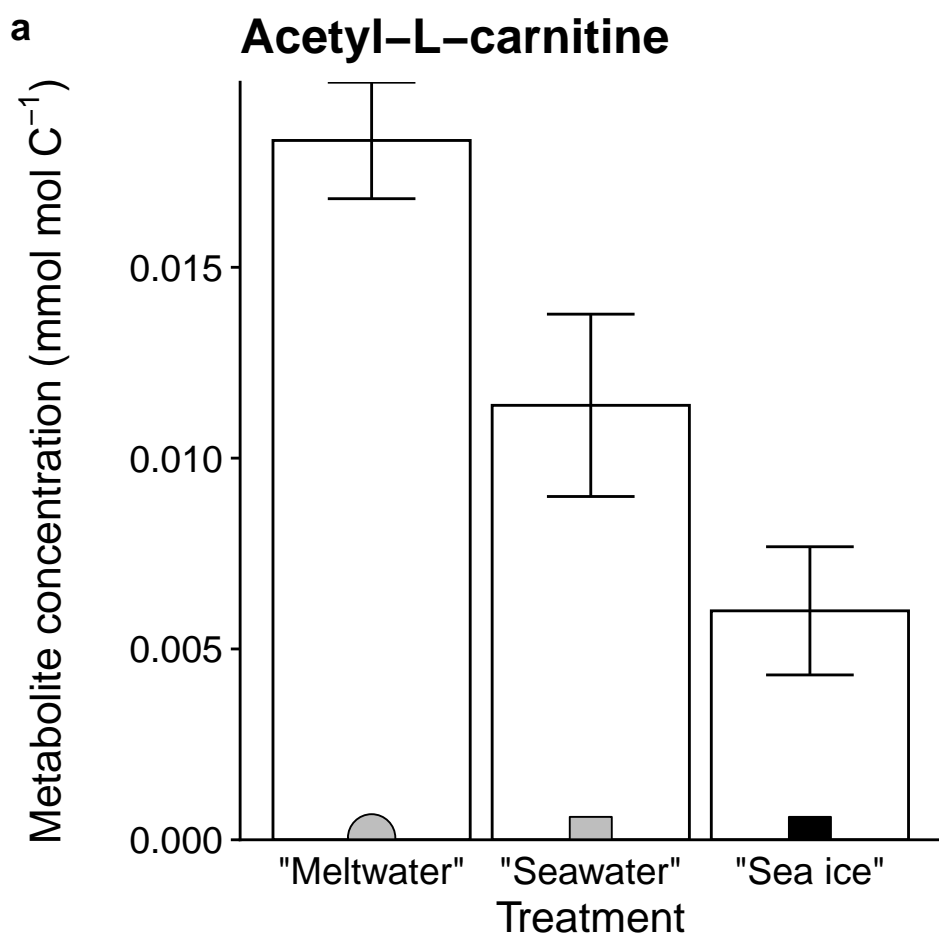 a
Acetyl−L−carnitine
Metabolite concentration (mmol mol C⁻¹)
0.015
0.010
0.005
0.000
"Meltwater" "Seawater" "Sea ice"
Treatment